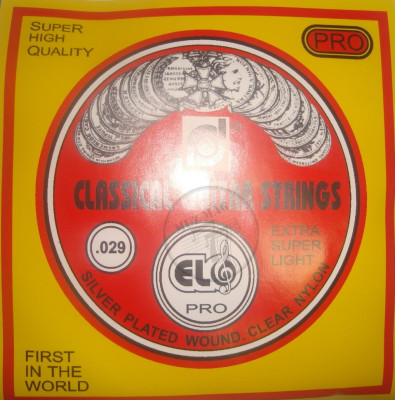 SUPER
HIGH
QUALITY
PRO
CLASSICAL GUITAR STRINGS
EXTRA
SUPER
LIGHT
.029
ELO
PRO
SILVER PLATED WOUND. CLEAR NYLON
FIRST
IN THE
WORLD